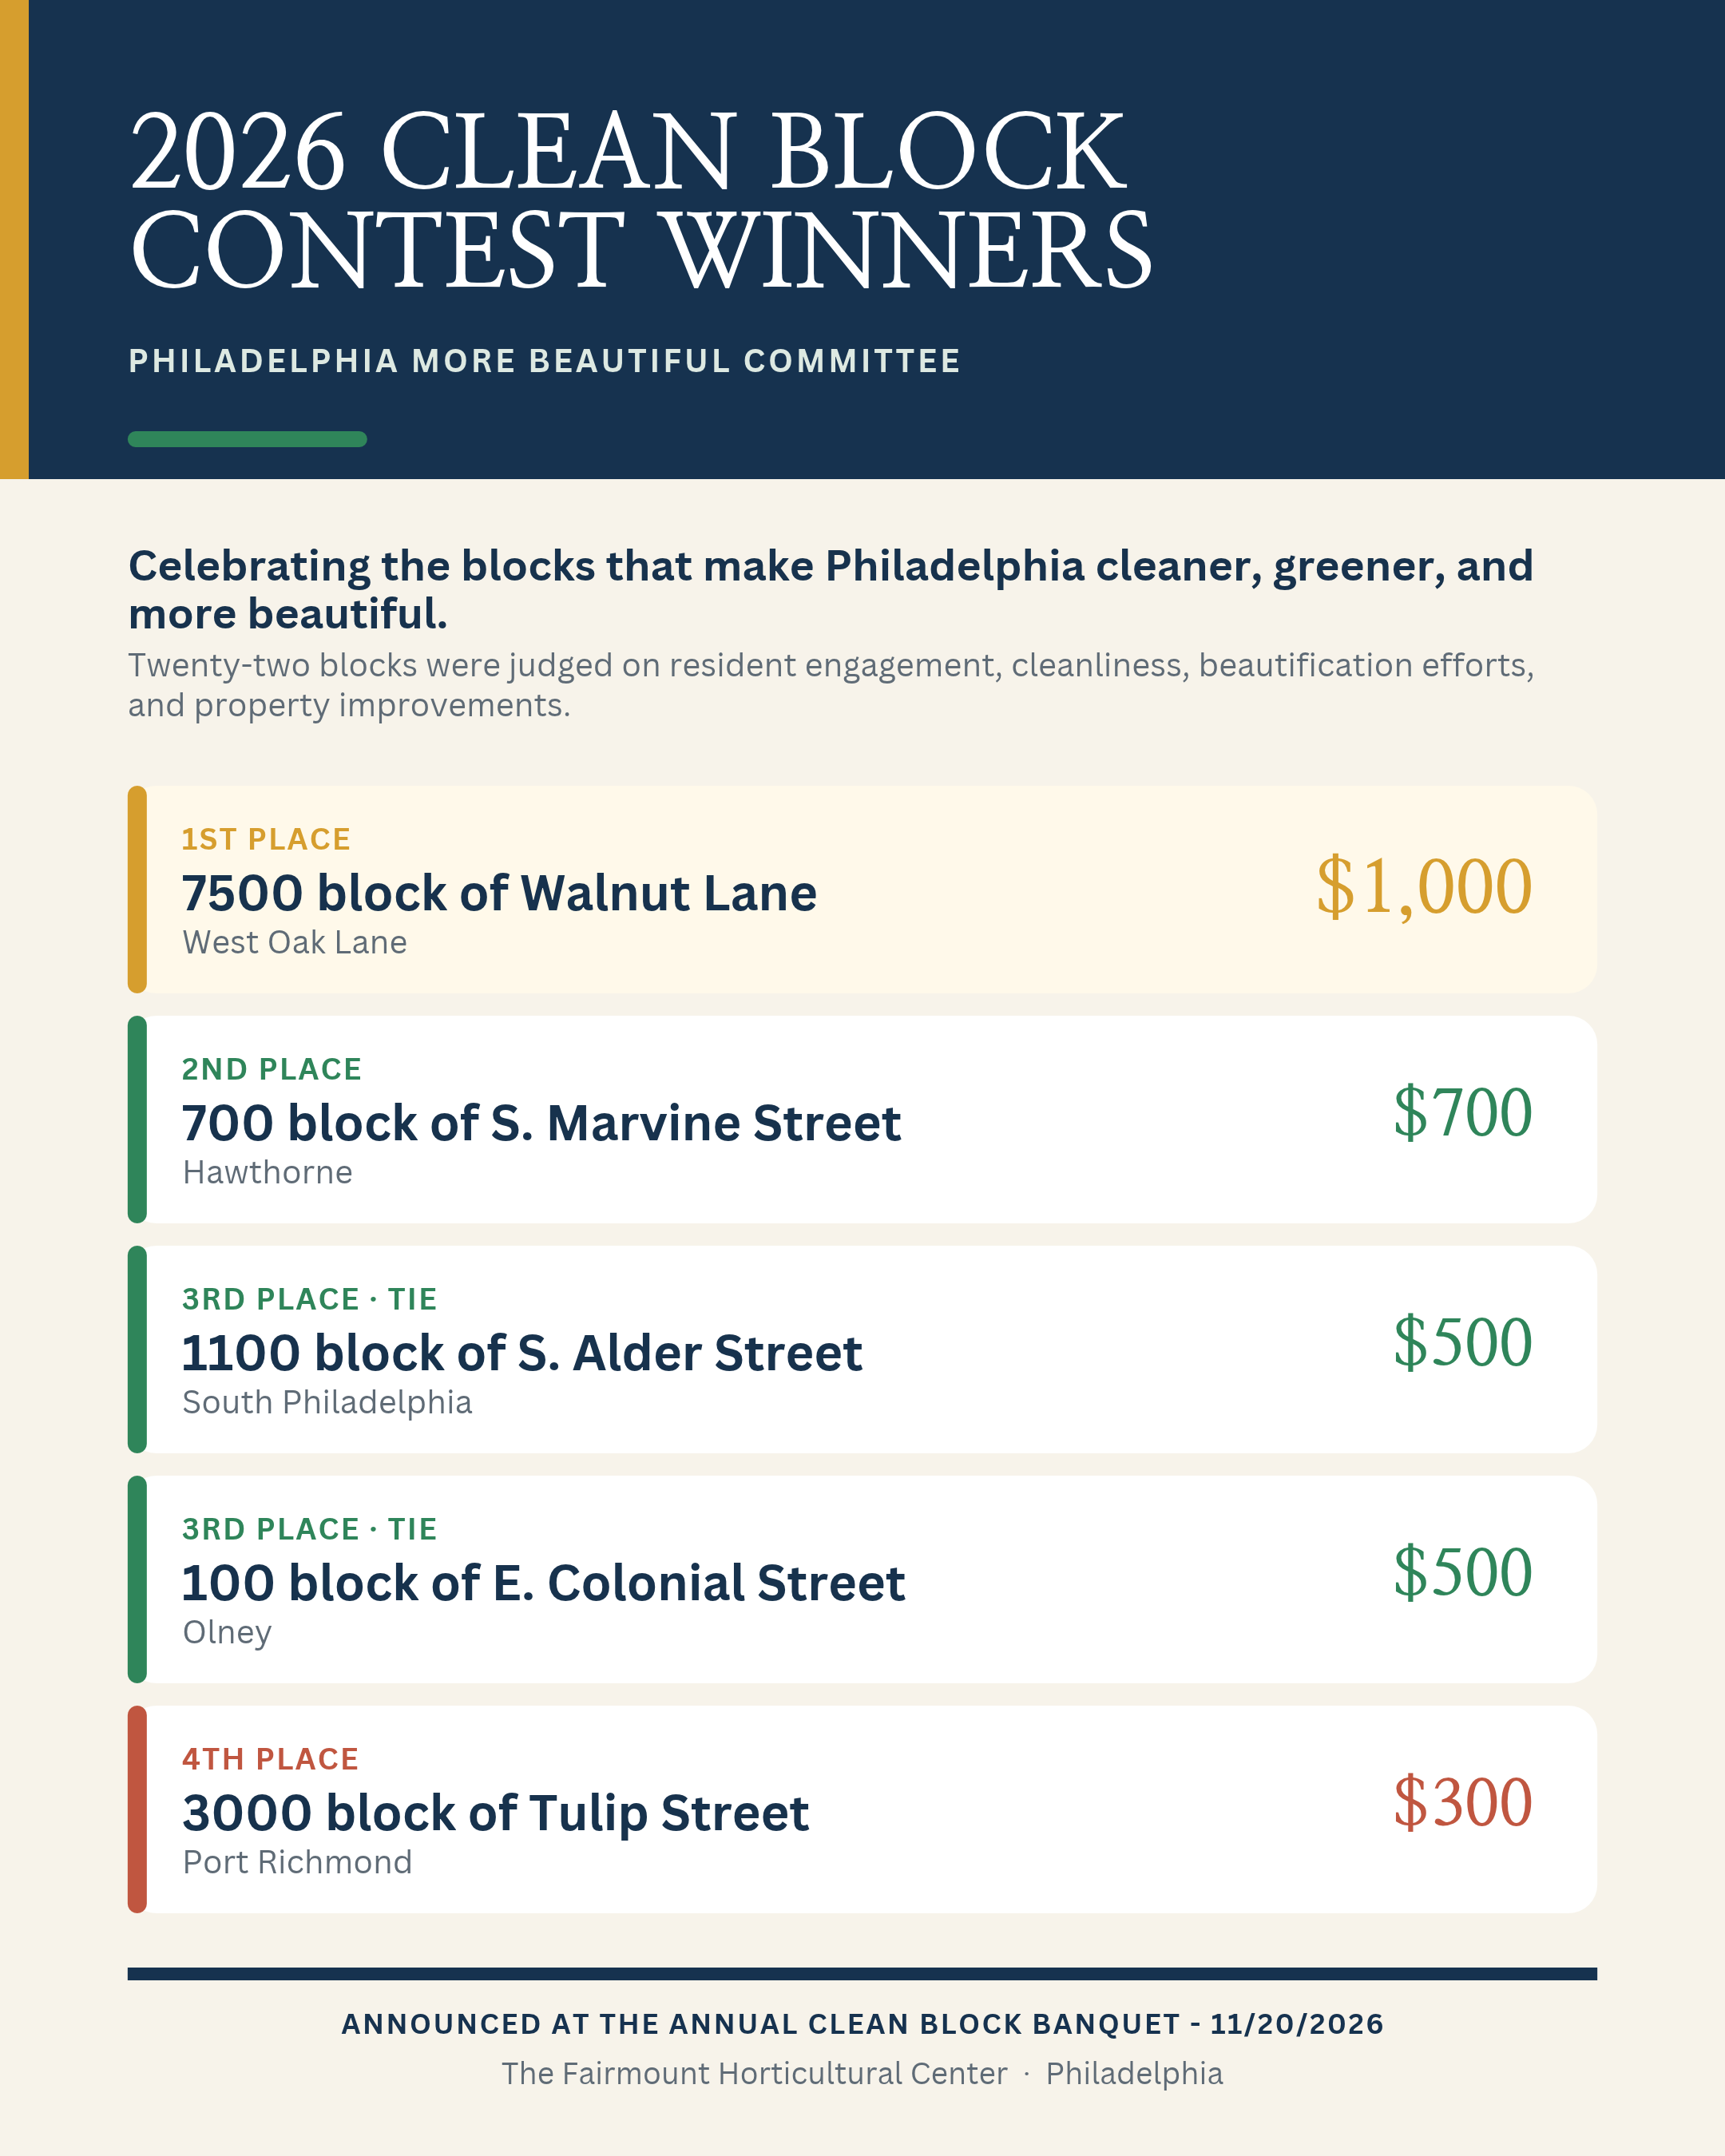 2026 CLEAN BLOCK
CONTEST WINNERS
PHILADELPHIA MORE BEAUTIFUL COMMITTEE
Celebrating the blocks that make Philadelphia cleaner, greener, and
more beautiful.
Twenty-two blocks were judged on resident engagement, cleanliness, beautification efforts,
and property improvements.
1ST PLACE
7500 block of Walnut Lane
West Oak Lane
$1,000
2ND PLACE
700 block of S. Marvine Street
Hawthorne
$700
3RD PLACE · TIE
1100 block of S. Alder Street
South Philadelphia
$500
3RD PLACE · TIE
100 block of E. Colonial Street
Olney
$500
4TH PLACE
3000 block of Tulip Street
Port Richmond
$300
ANNOUNCED AT THE ANNUAL CLEAN BLOCK BANQUET - 11/20/2026
The Fairmount Horticultural Center · Philadelphia